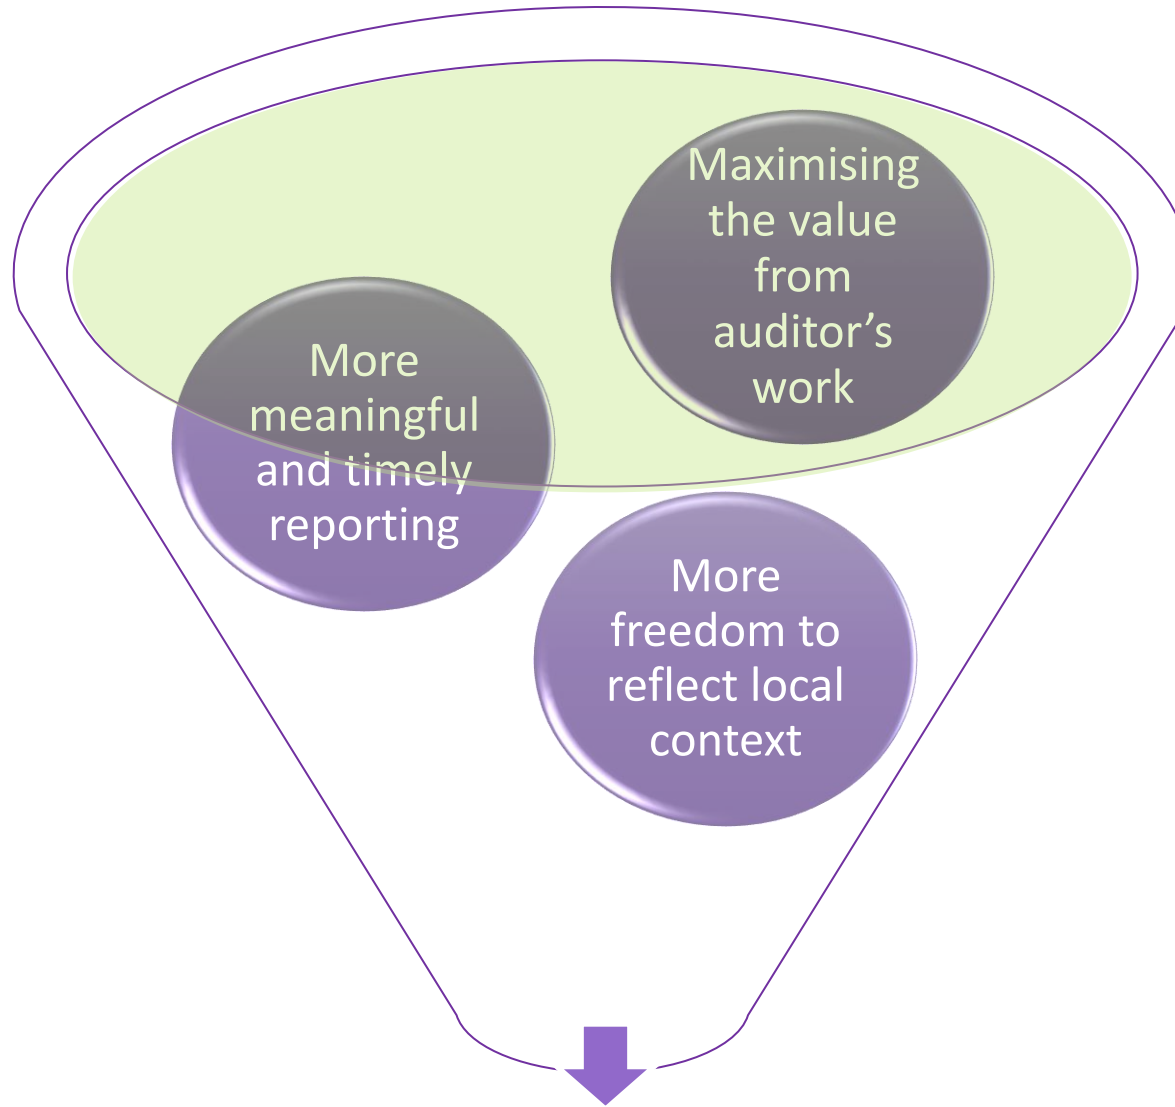 Maximising
the value
from
auditor’s
work
More
meaningful
and timely
reporting
More
freedom to
reflect local
context